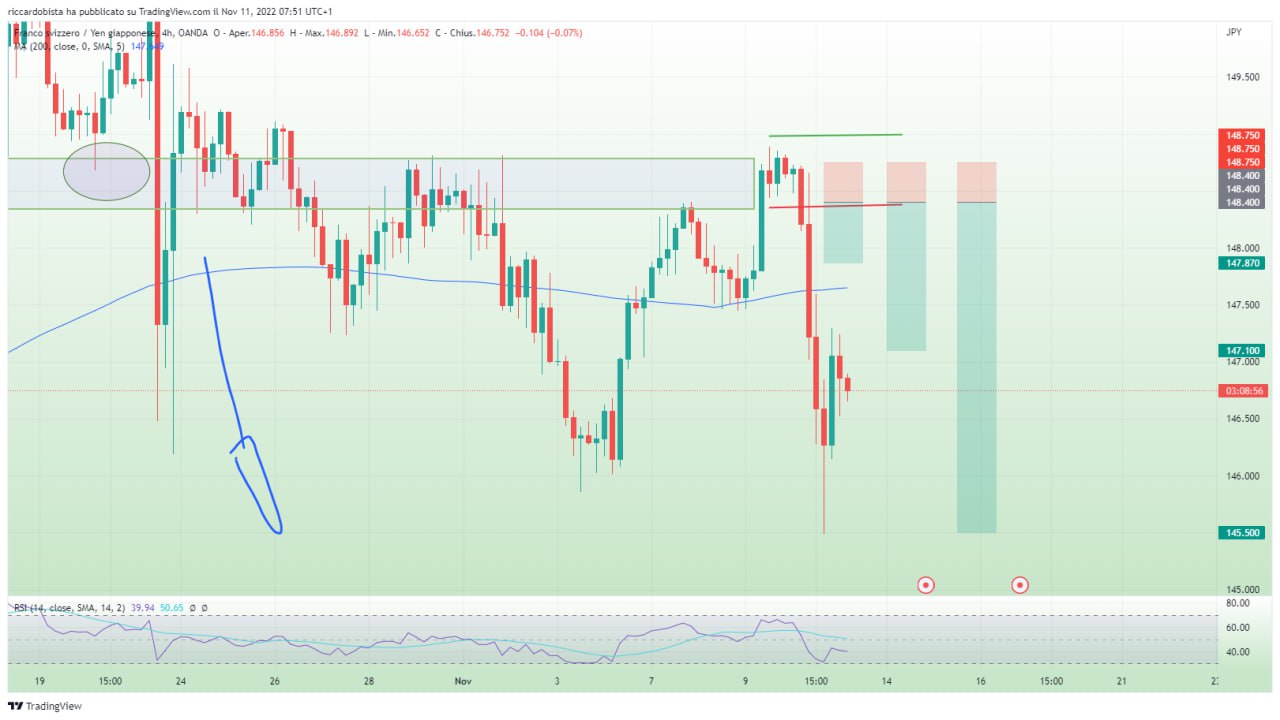 riccardobista ha pubblicato su TradingView.com il Nov 11, 2022 07:51 UTC+1
Franco svizzero / Yen giapponese, 4h, OANDA O - Aper.146.856 H - Max.146.892 L - Min.146.652 C - Chius.146.752 −0.104 (−0.07%)
JPY
MA (200, close, 0, SMA, 5) 147.649
149.500
148.750
148.750
148.750
148.400
148.400
148.400
148.000
147.870
147.500
147.100
147.000
03:08:56
146.500
146.000
145.500
145.000
RSI (14, close, SMA, 14, 2) 39.94 50.65 Ø Ø
80.00
60.00
40.00
19 15:00 24 26 28 Nov 3 7 9 15:00 14 16 15:00 21
TradingView